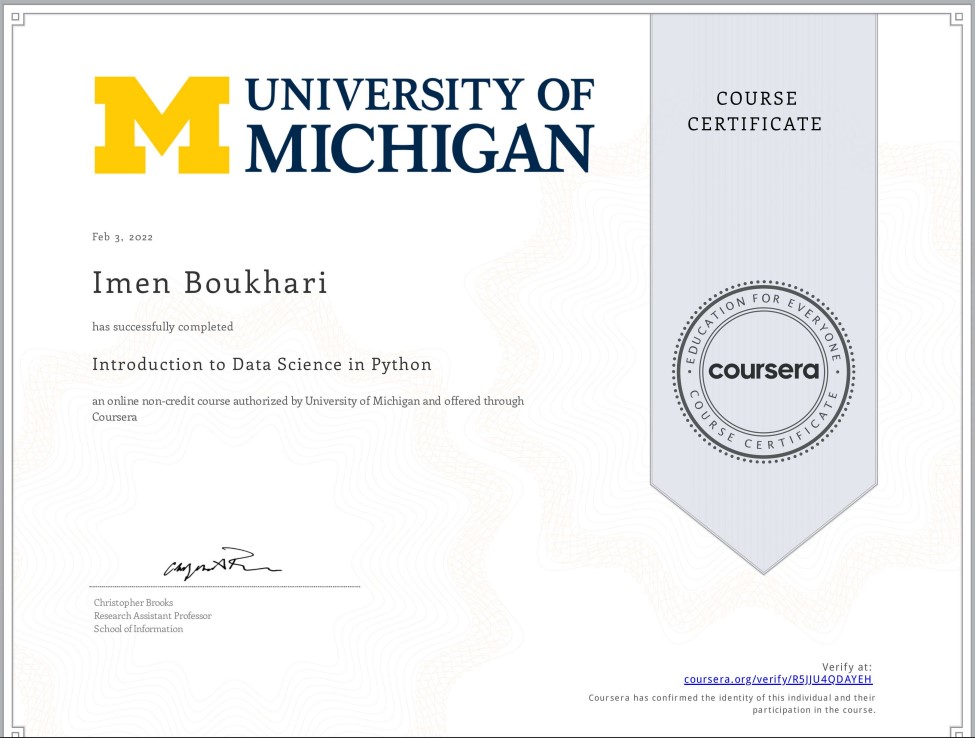 UNIVERSITY OF
MICHIGAN
COURSE
CERTIFICATE
Feb 3, 2022
Imen Boukhari
has successfully completed
Introduction to Data Science in Python
an online non-credit course authorized by University of Michigan and offered through
Coursera
EDUCATION FOR EVERYONE
coursera
COURSE CERTIFICATE
Christopher Brooks
Research Assistant Professor
School of Information
Verify at:
coursera.org/verify/R5JJU4QDAYEH
Coursera has confirmed the identity of this individual and their
participation in the course.